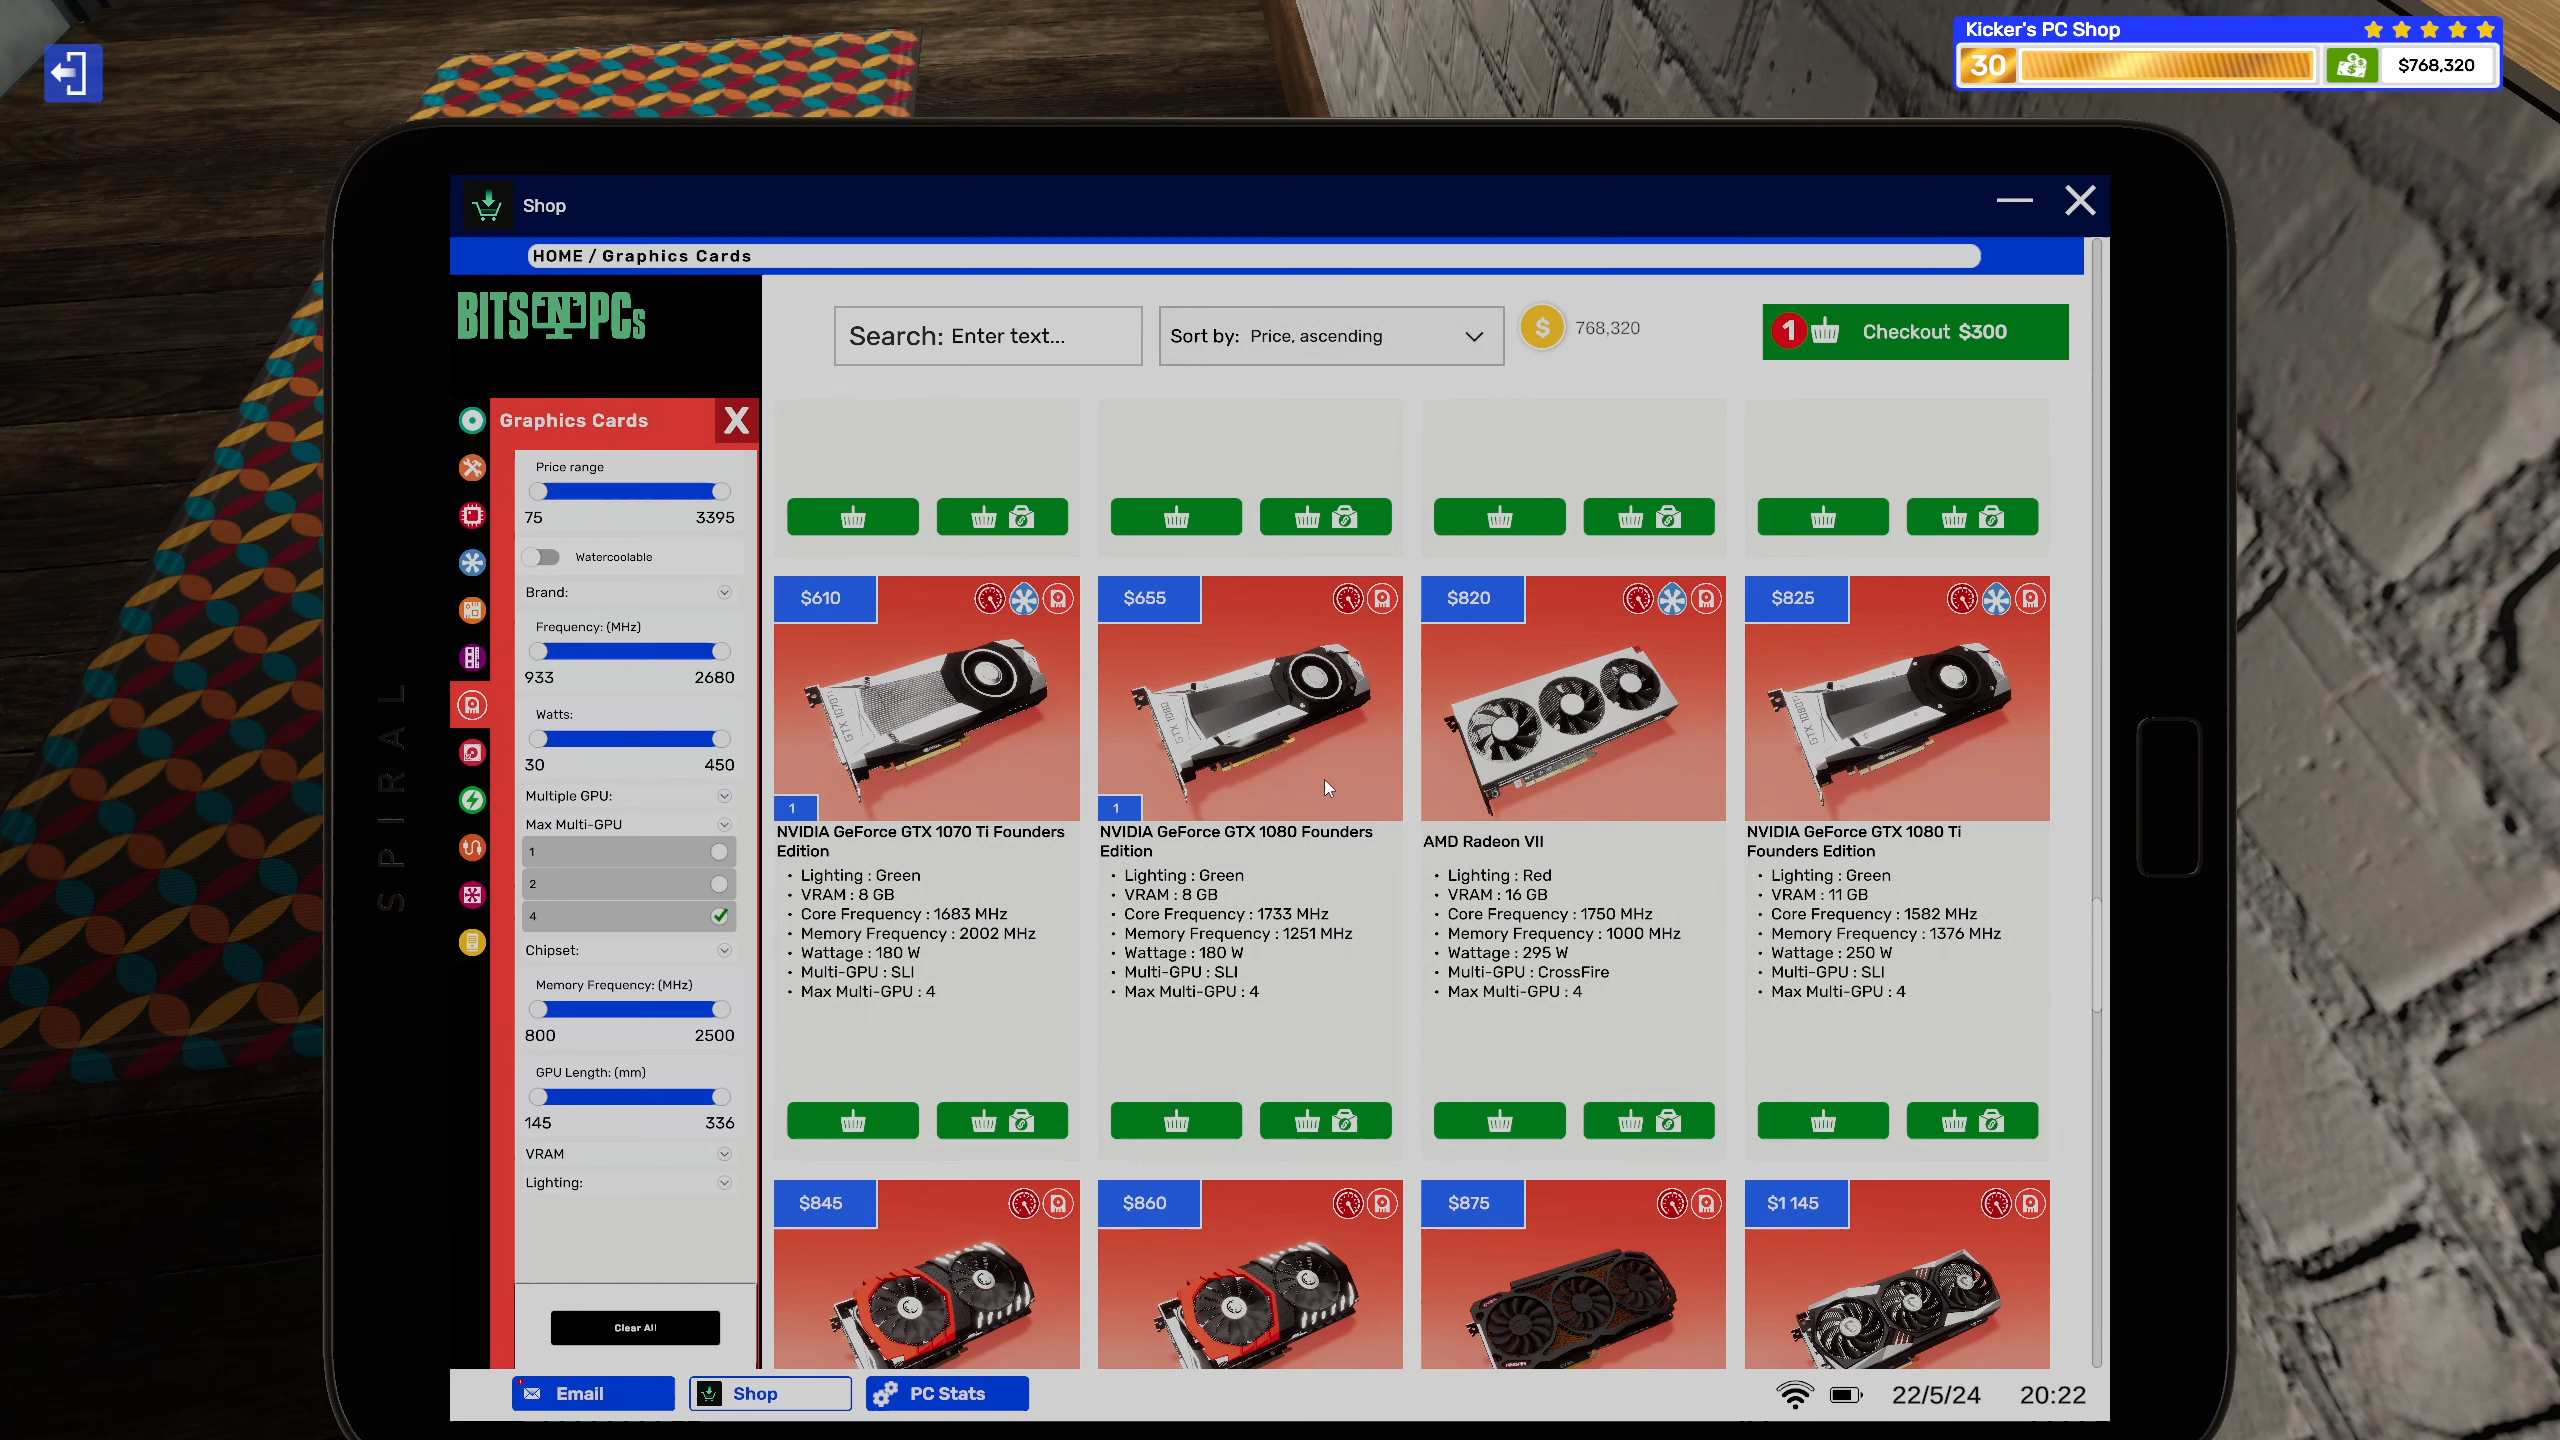 Kicker's PC Shop
30
$768,320
Shop
HOME / Graphics Cards
BITSNPCs
Search: Enter text...
Sort by: Price, ascending
$
768,320
1
Checkout $300
Graphics Cards
X
Price range
75 3395
Watercoolable
Brand:
Frequency: (MHz)
933 2680
Watts:
30 450
Multiple GPU:
Max Multi-GPU
1
2
4
Chipset:
Memory Frequency: (MHz)
800 2500
GPU Length: (mm)
145 336
VRAM
Lighting:
Clear All
$610
GTX 1070Ti
1
NVIDIA GeForce GTX 1070 Ti Founders
Edition
• Lighting : Green
• VRAM : 8 GB
• Core Frequency : 1683 MHz
• Memory Frequency : 2002 MHz
• Wattage : 180 W
• Multi-GPU : SLI
• Max Multi-GPU : 4
$655
GTX 1080
1
NVIDIA GeForce GTX 1080 Founders
Edition
• Lighting : Green
• VRAM : 8 GB
• Core Frequency : 1733 MHz
• Memory Frequency : 1251 MHz
• Wattage : 180 W
• Multi-GPU : SLI
• Max Multi-GPU : 4
$820
AMD Radeon VII
• Lighting : Red
• VRAM : 16 GB
• Core Frequency : 1750 MHz
• Memory Frequency : 1000 MHz
• Wattage : 295 W
• Multi-GPU : CrossFire
• Max Multi-GPU : 4
$825
GTX 1080Ti
NVIDIA GeForce GTX 1080 Ti
Founders Edition
• Lighting : Green
• VRAM : 11 GB
• Core Frequency : 1582 MHz
• Memory Frequency : 1376 MHz
• Wattage : 250 W
• Multi-GPU : SLI
• Max Multi-GPU : 4
$845
$860
$875
$1 145
SPIRAL
Email
Shop
PC Stats
22/5/24
20:22